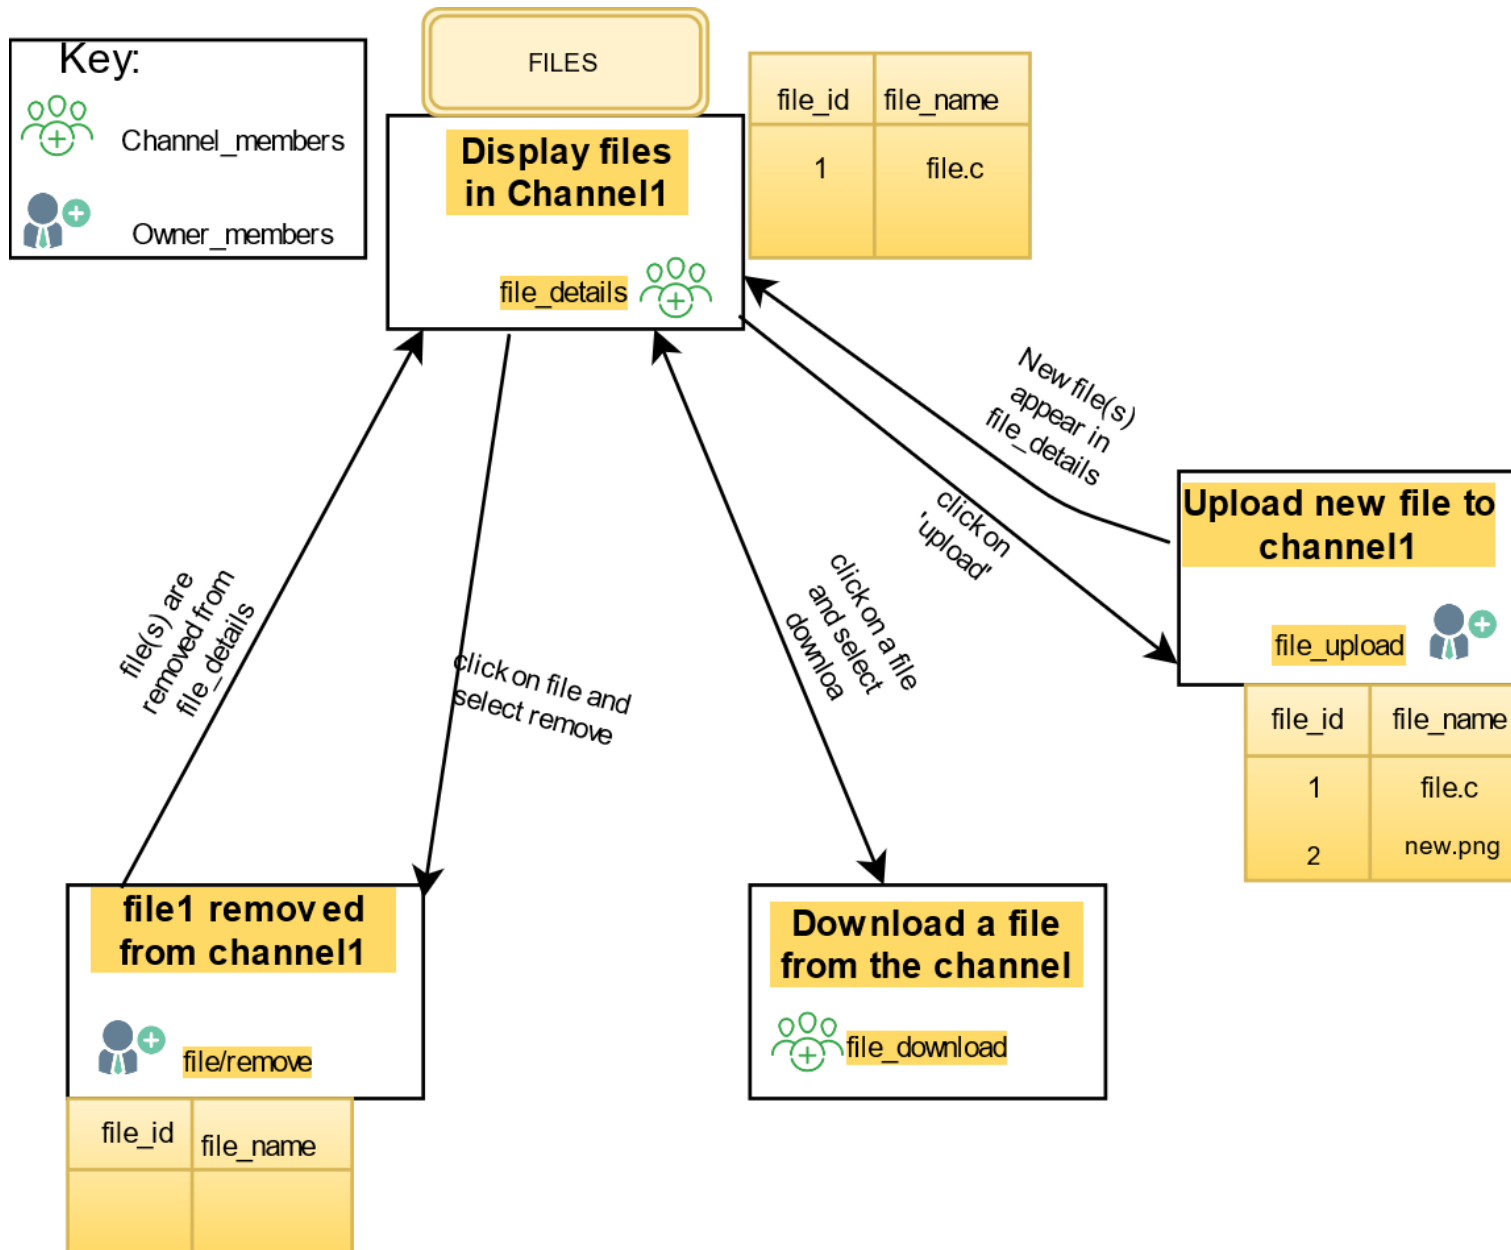 Key:
Channel_members
Owner_members
FILES
Display files
in Channel1
file_details
file_id file_name
1 file.c
New file(s)
appear in
file_details
click on
'upload'
Upload new file to
channel1
file_upload
file_id file_name
1 file.c
2 new.png
file(s) are
removed from
file_details
click on file and
select remove
click on a file
and select
downloa
file1 removed
from channel1
file/remove
file_id file_name
Download a file
from the channel
file_download